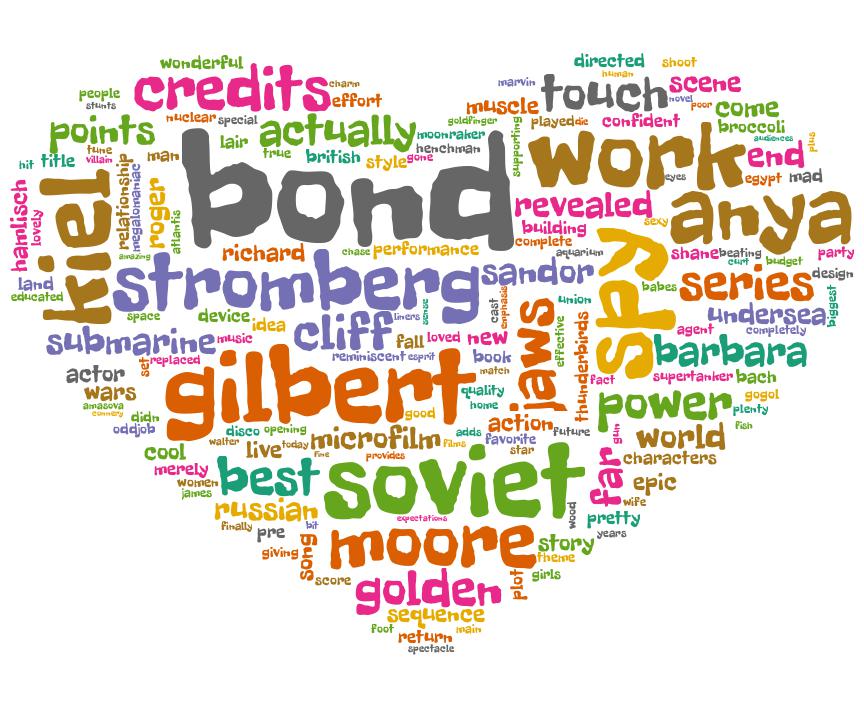 wonderful
directed
shoot
human
people
credits
charm
marvin
touch
scene
stunts
effort
muscle
novel
poor
come
nuclear
special
goldfinger
played
die
confident
broccoli
points
lair
actually
moonraker
supporting
audiences
plus
tune
true
henchman
work
end
hit
title
villain
man
british
style
gone
bond
eyes
egypt
mad
kiel
relationship
megalomaniac
roger
atlantis
hamlisch
lovely
revealed
sexy
anya
building
complete
amazing
richard
chase
performance
aquarium
spy
shane
beating
party
curt
budget
land
educated
stromberg
sandor
babes
series
design
biggest
space
device
idea
liners
sense
cast
emphasis
union
undersea
submarine
music
cliff
fall
loved
new
jaws
effective
thunderbirds
agent
completely
barbara
set
replaced
reminiscent
esprit
book
match
actor
wars
gilbert
quality
home
fact
supertanker
bach
amasova
connery
good
power
gogol
plenty
didn
oddjob
disco
opening
microfilm
films
adds
action
favorite
future
gun
world
fish
walter
live
today
fine
provides
star
characters
cool
merely
best
soviet
far
epic
women
james
wife
russian
expectations
wood
pretty
finally
pre
bit
years
giving
song
moore
story
theme
score
plot
girls
golden
sequence
foot
return
main
spectacle